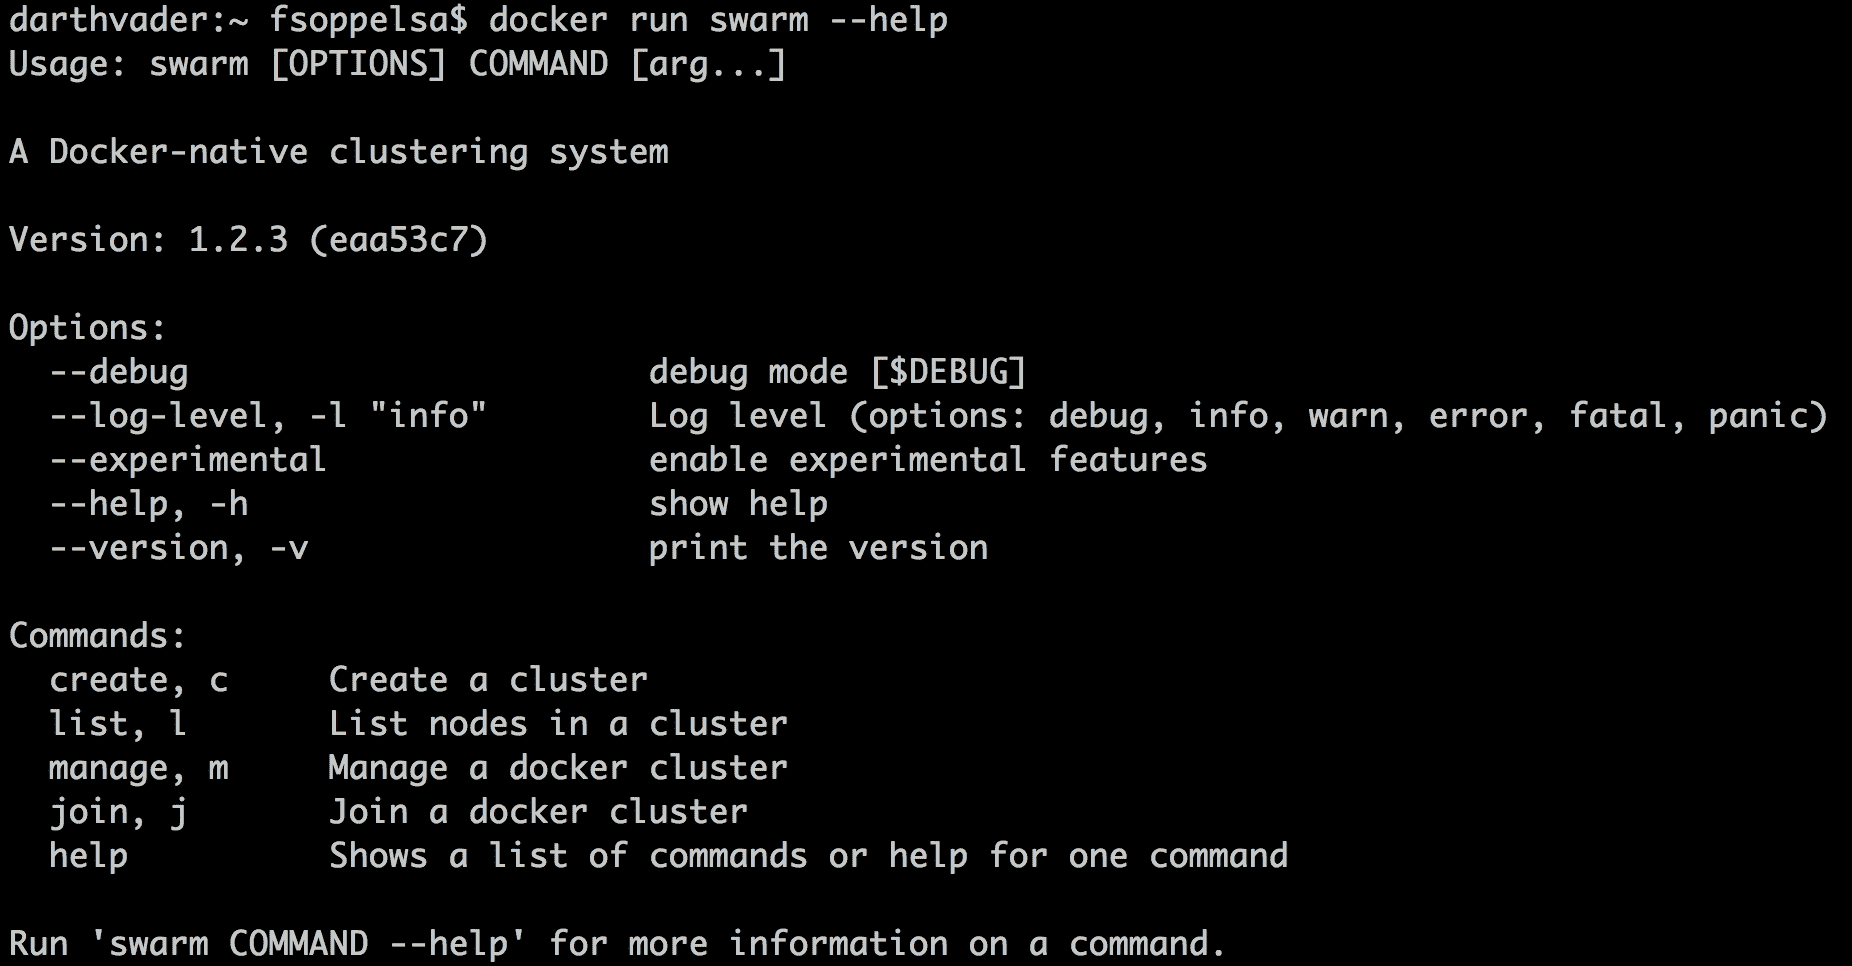 darthvader:~ fsoppelsa$ docker run swarm --help
Usage: swarm [OPTIONS] COMMAND [arg...]

A Docker-native clustering system

Version: 1.2.3 (eaa53c7)

Options:
  --debug                       debug mode [$DEBUG]
  --log-level, -l "info"        Log level (options: debug, info, warn, error, fatal, panic)
  --experimental                enable experimental features
  --help, -h                    show help
  --version, -v                 print the version

Commands:
  create, c     Create a cluster
  list, l       List nodes in a cluster
  manage, m     Manage a docker cluster
  join, j       Join a docker cluster
  help          Shows a list of commands or help for one command

Run 'swarm COMMAND --help' for more information on a command.